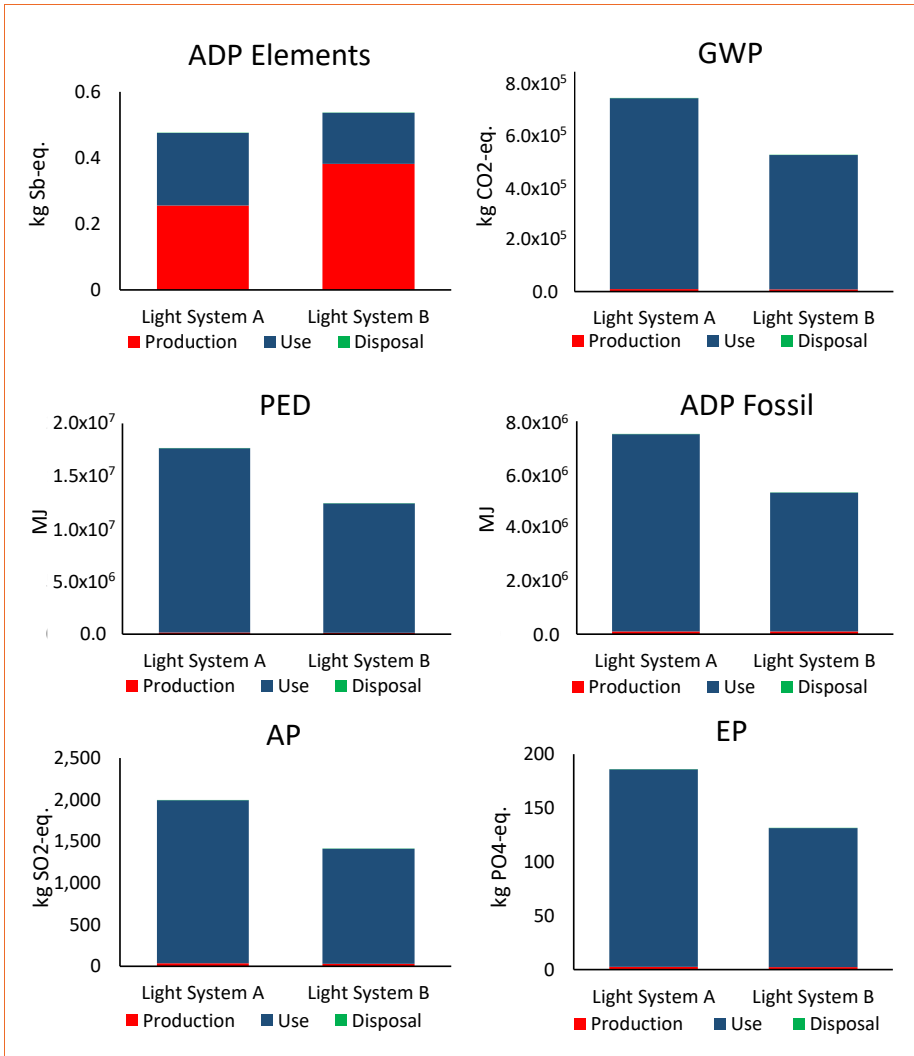 ADP Elements
kg Sb-eq.
0.6
0.4
0.2
0
Light System A Light System B
Production Use Disposal
GWP
kg CO2-eq.
8.0x10⁵
6.0x10⁵
4.0x10⁵
2.0x10⁵
0.0
Light System A Light System B
Production Use Disposal
PED
MJ
2.0x10⁷
1.5x10⁷
1.0x10⁷
5.0x10⁶
0.0
Light System A Light System B
Production Use Disposal
ADP Fossil
MJ
8.0x10⁶
6.0x10⁶
4.0x10⁶
2.0x10⁶
0.0
Light System A Light System B
Production Use Disposal
AP
kg SO2-eq.
2,500
2,000
1,500
1,000
500
0
Light System A Light System B
Production Use Disposal
EP
kg PO4-eq.
200
150
100
50
0
Light System A Light System B
Production Use Disposal